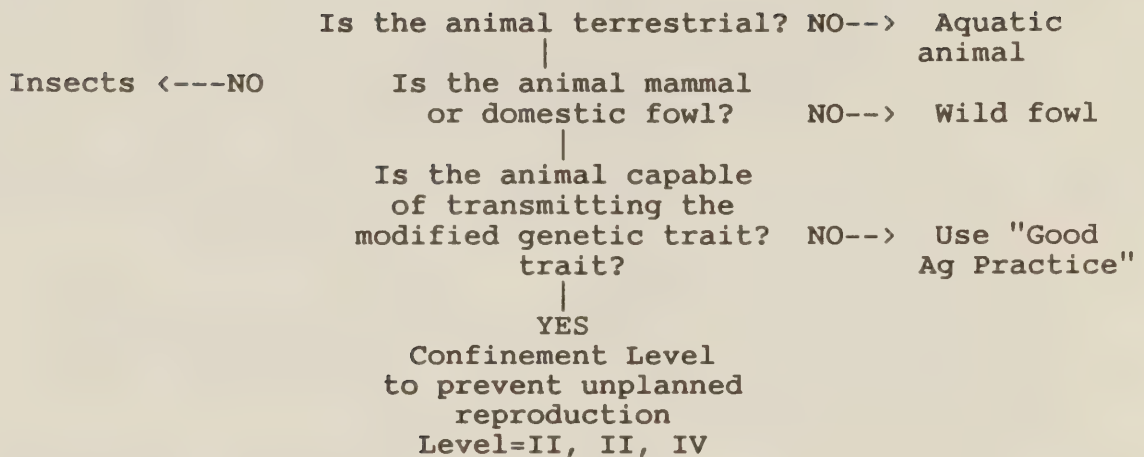 Is the animal terrestrial? NO--> Aquatic
animal
Insects <---NO Is the animal mammal
or domestic fowl? NO--> Wild fowl
Is the animal capable
of transmitting the
modified genetic trait? NO--> Use "Good
trait? Ag Practice"
YES
Confinement Level
to prevent unplanned
reproduction
Level=II, II, IV